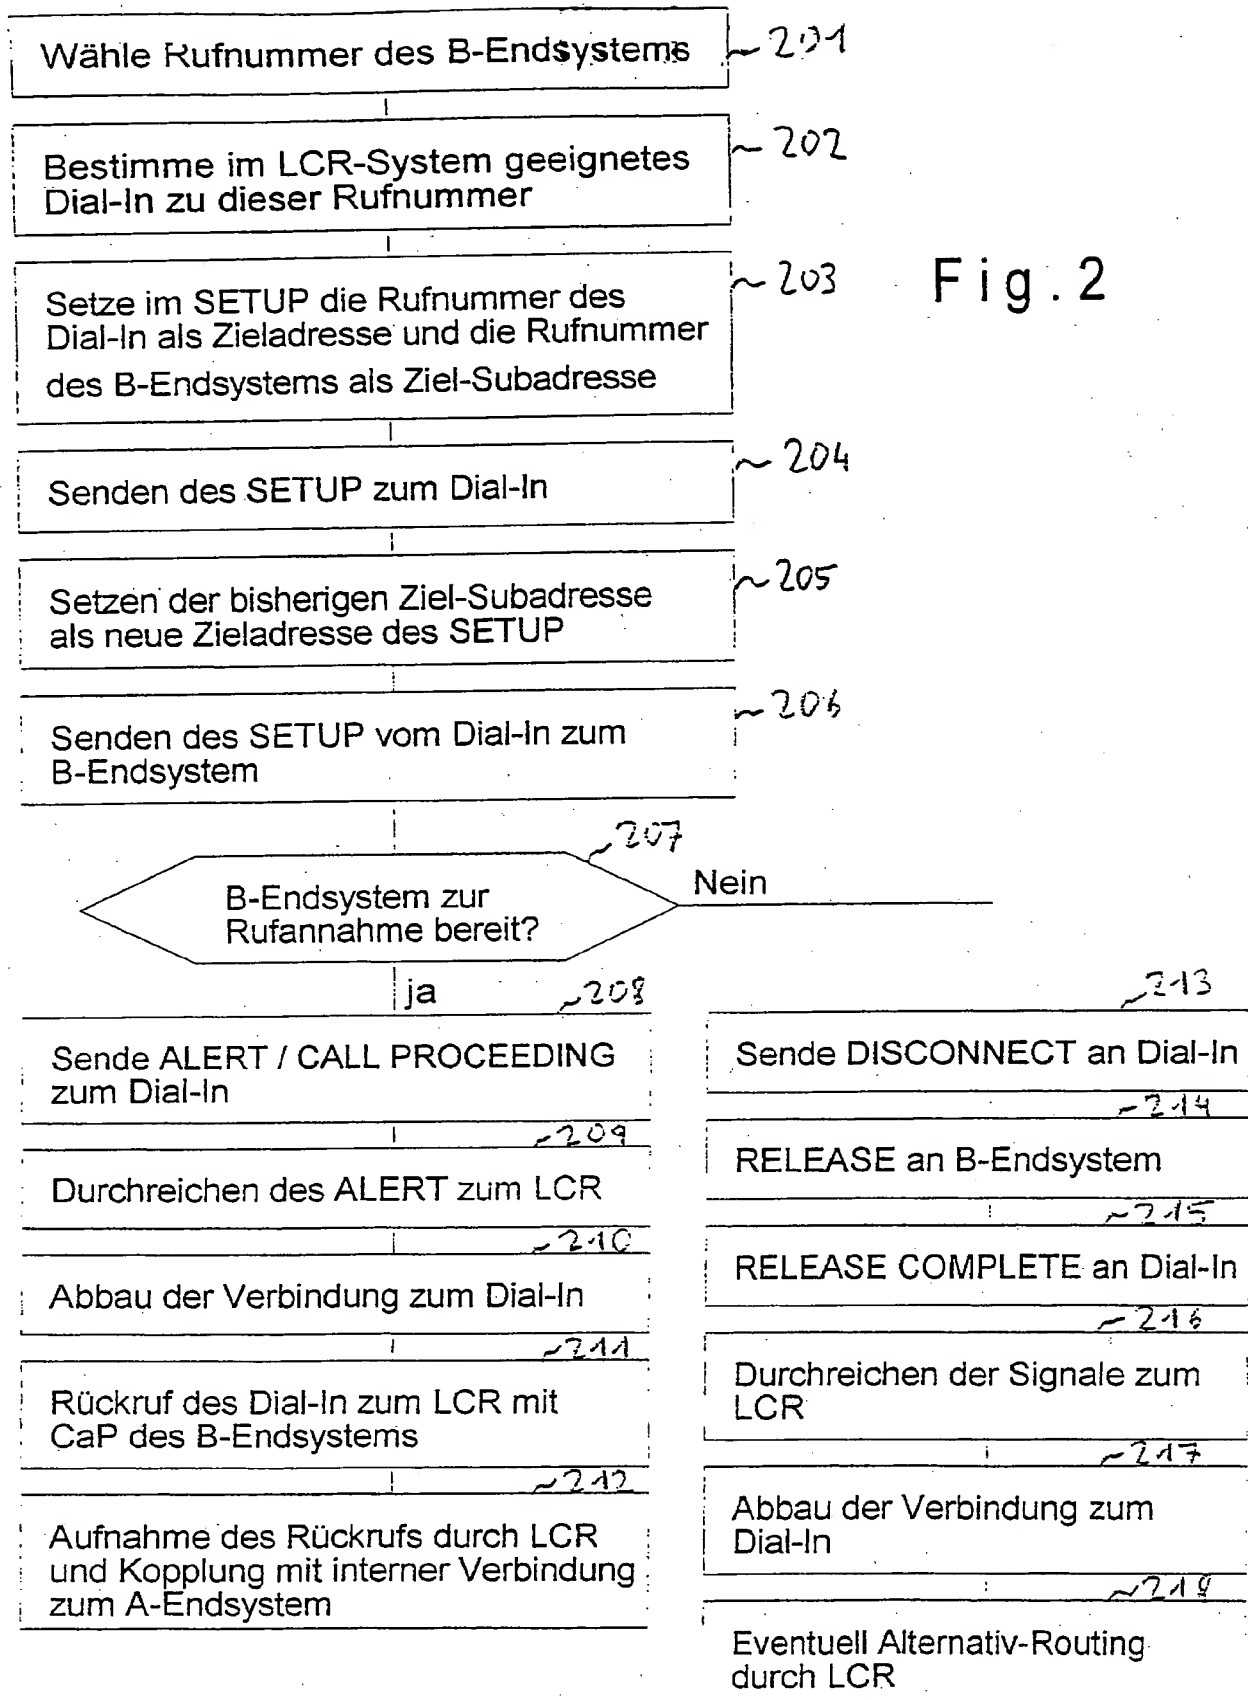 Wähle Rufnummer des B-Endsystems
201
Bestimme im LCR-System geeignetes
Dial-In zu dieser Rufnummer
202
Setze im SETUP die Rufnummer des
Dial-In als Zieladresse und die Rufnummer
des B-Endsystems als Ziel-Subadresse
203
Fig.2
Senden des SETUP zum Dial-In
204
Setzen der bisherigen Ziel-Subadresse
als neue Zieladresse des SETUP
205
Senden des SETUP vom Dial-In zum
B-Endsystem
206
207
B-Endsystem zur
Rufannahme bereit?
Nein
ja
208
Sende ALERT / CALL PROCEEDING
zum Dial-In
209
Durchreichen des ALERT zum LCR
210
Abbau der Verbindung zum Dial-In
211
Rückruf des Dial-In zum LCR mit
CaP des B-Endsystems
212
Aufnahme des Rückrufs durch LCR
und Kopplung mit interner Verbindung
zum A-Endsystem
213
Sende DISCONNECT an Dial-In
214
RELEASE an B-Endsystem
215
RELEASE COMPLETE an Dial-In
216
Durchreichen der Signale zum
LCR
217
Abbau der Verbindung zum
Dial-In
218
Eventuell Alternativ-Routing
durch LCR